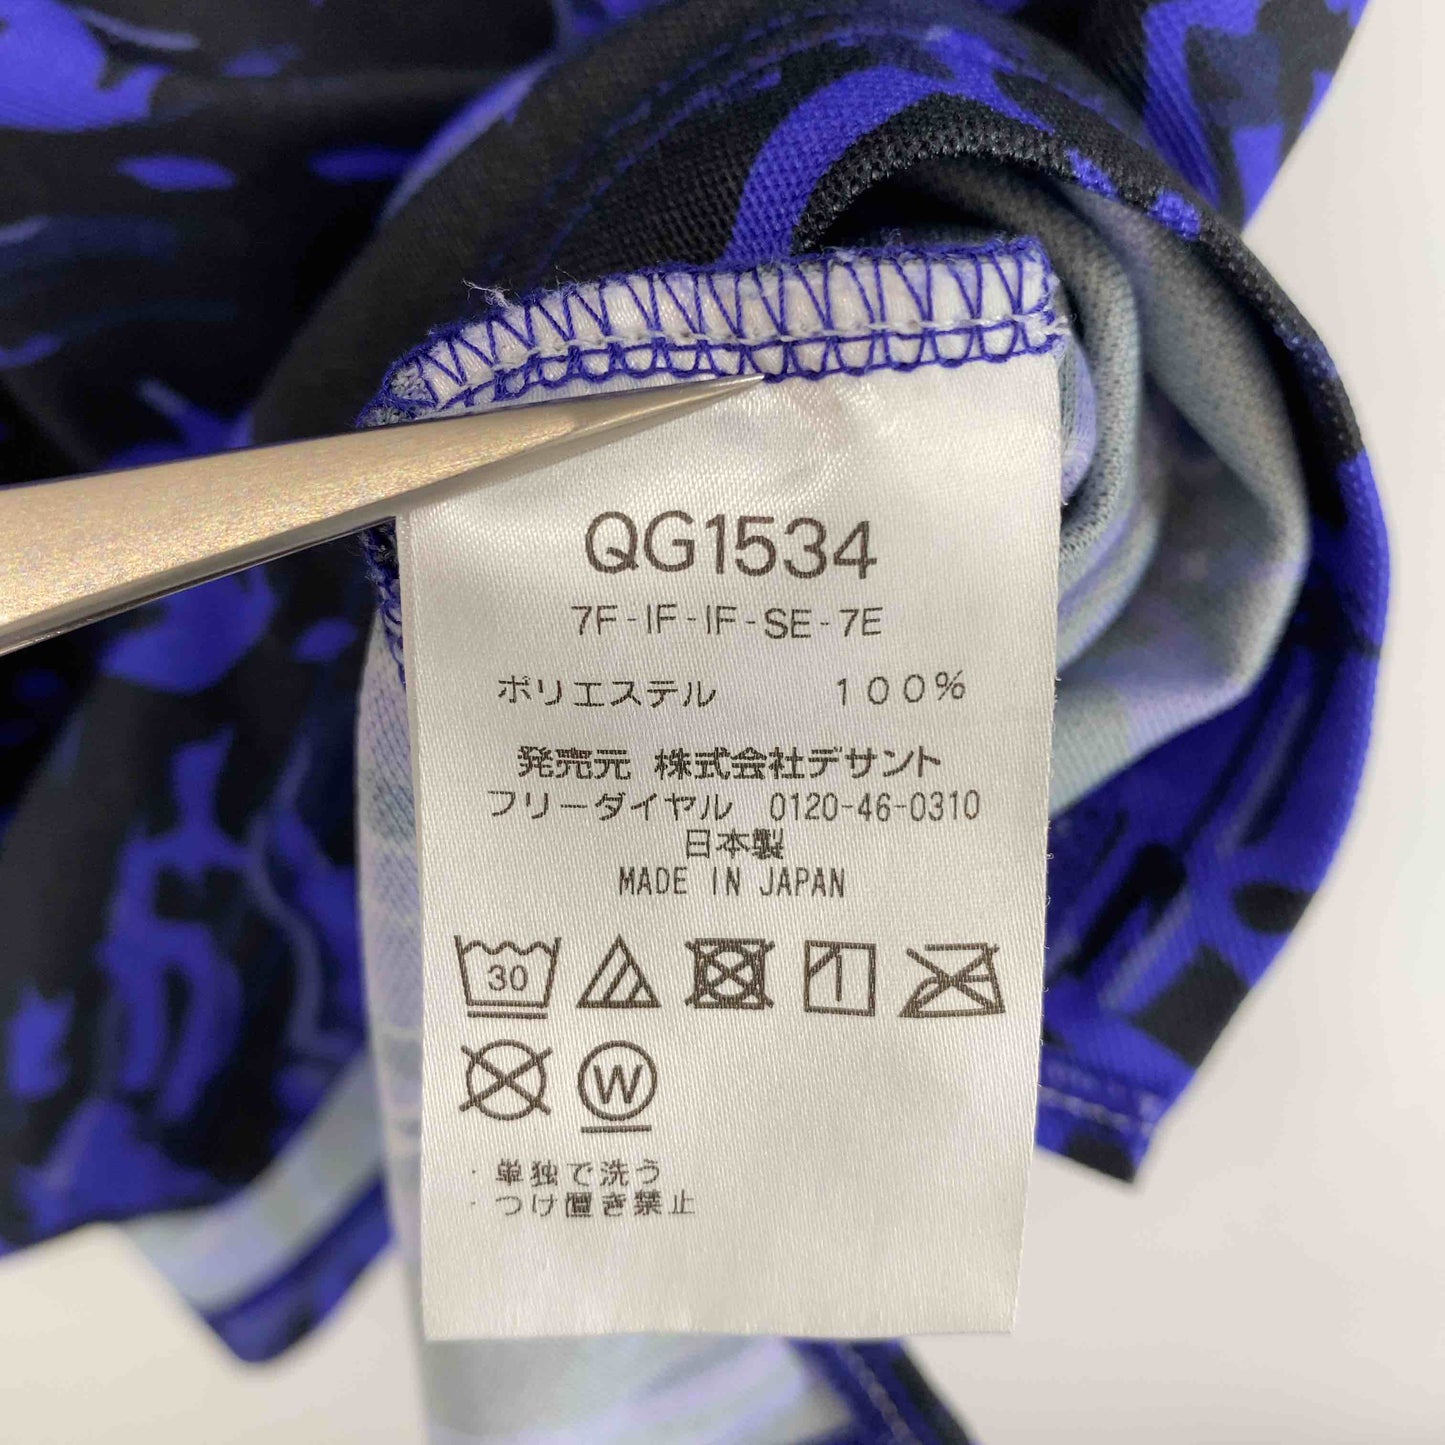 QG1534
7F-IF-IF-SE-7E
ポリエステル 100%
発売元 株式会社デサント
フリーダイヤル 0120-46-0310
日本製
MADE IN JAPAN
30
W
・単独で洗う
・つけ置き禁止